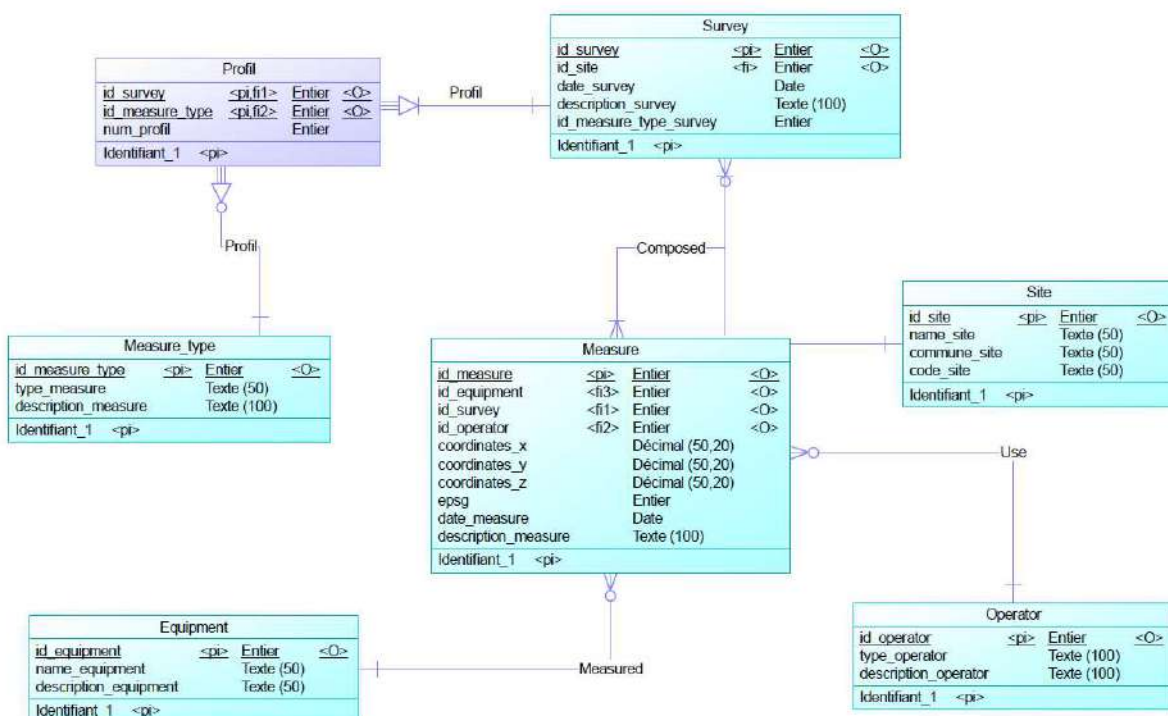 Survey
id_survey <pi> Entier <O>
id_site <fi> Entier <O>
date_survey Date
description_survey Texte (100)
id_measure_type_survey Entier
Identifiant_1 <pi>
Profil
id_survey <pi,fi1> Entier <O>
id_measure_type <pi,fi2> Entier <O>
num_profil Entier
Identifiant_1 <pi>
Profil
Profil
Composed
Site
id_site <pi> Entier <O>
name_site Texte (50)
commune_site Texte (50)
code_site Texte (50)
Identifiant_1 <pi>
Measure_type
id_measure_type <pi> Entier <O>
type_measure Texte (50)
description_measure Texte (100)
Identifiant_1 <pi>
Measure
id_measure <pi> Entier <O>
id_equipment <fi3> Entier <O>
id_survey <fi1> Entier <O>
id_operator <fi2> Entier <O>
coordinates_x Décimal (50,20)
coordinates_y Décimal (50,20)
coordinates_z Décimal (50,20)
epsg Entier
date_measure Date
description_measure Texte (100)
Identifiant_1 <pi>
Use
Equipment
id_equipment <pi> Entier <O>
name_equipment Texte (50)
description_equipment Texte (50)
Identifiant_1 <pi>
Measured
Operator
id_operator <pi> Entier <O>
type_operator Texte (100)
description_operator Texte (100)
Identifiant_1 <pi>